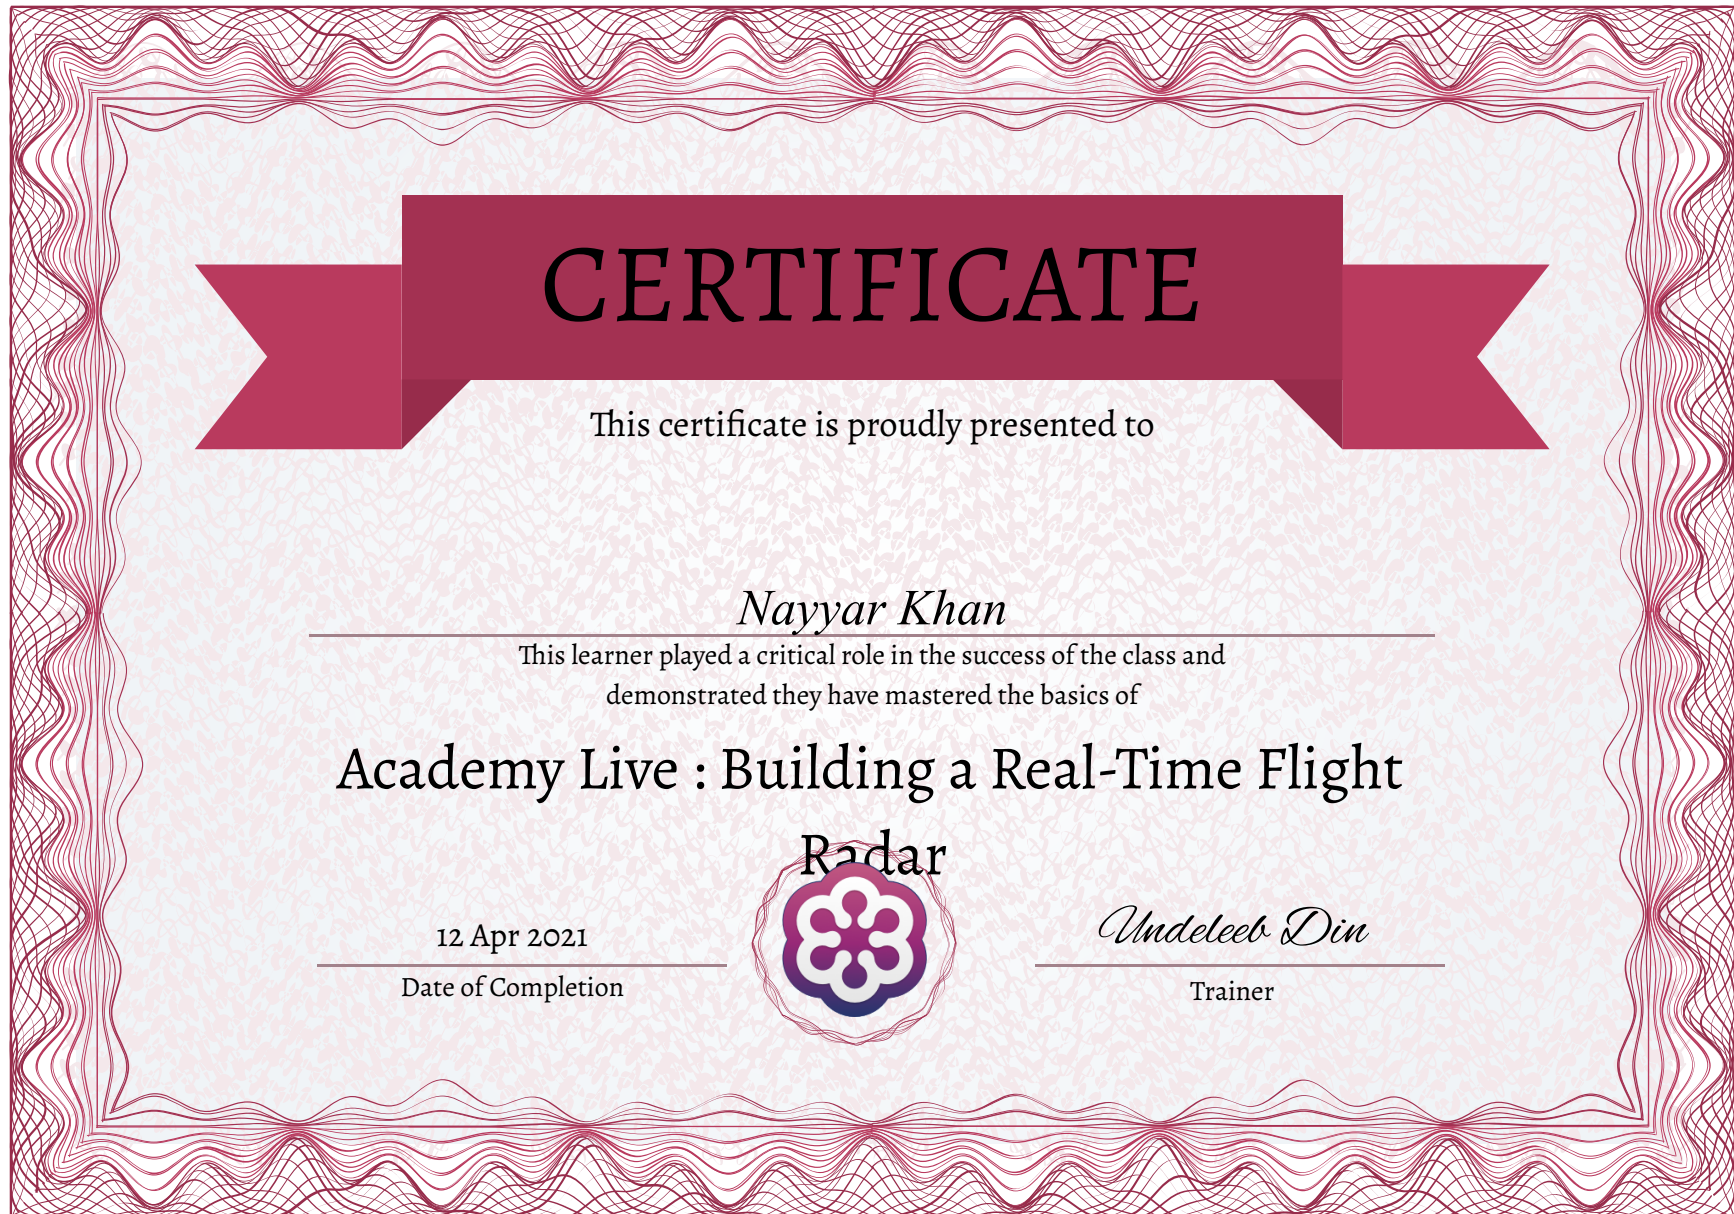 CERTIFICATE
This certificate is proudly presented to
Nayyar Khan
This learner played a critical role in the success of the class and
demonstrated they have mastered the basics of
Academy Live : Building a Real-Time Flight
Radar
12 Apr 2021
Date of Completion
Undeleeb Din
Trainer